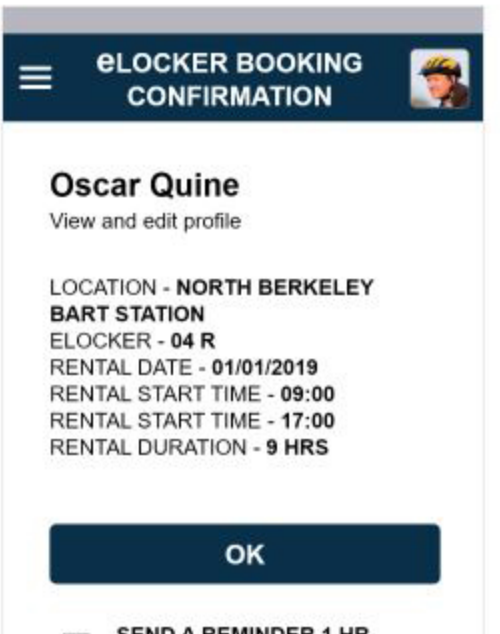 eLOCKER BOOKING
CONFIRMATION
Oscar Quine
View and edit profile
LOCATION - NORTH BERKELEY
BART STATION
ELOCKER - 04 R
RENTAL DATE - 01/01/2019
RENTAL START TIME - 09:00
RENTAL START TIME - 17:00
RENTAL DURATION - 9 HRS
OK
SEND A REMINDER 1 HR